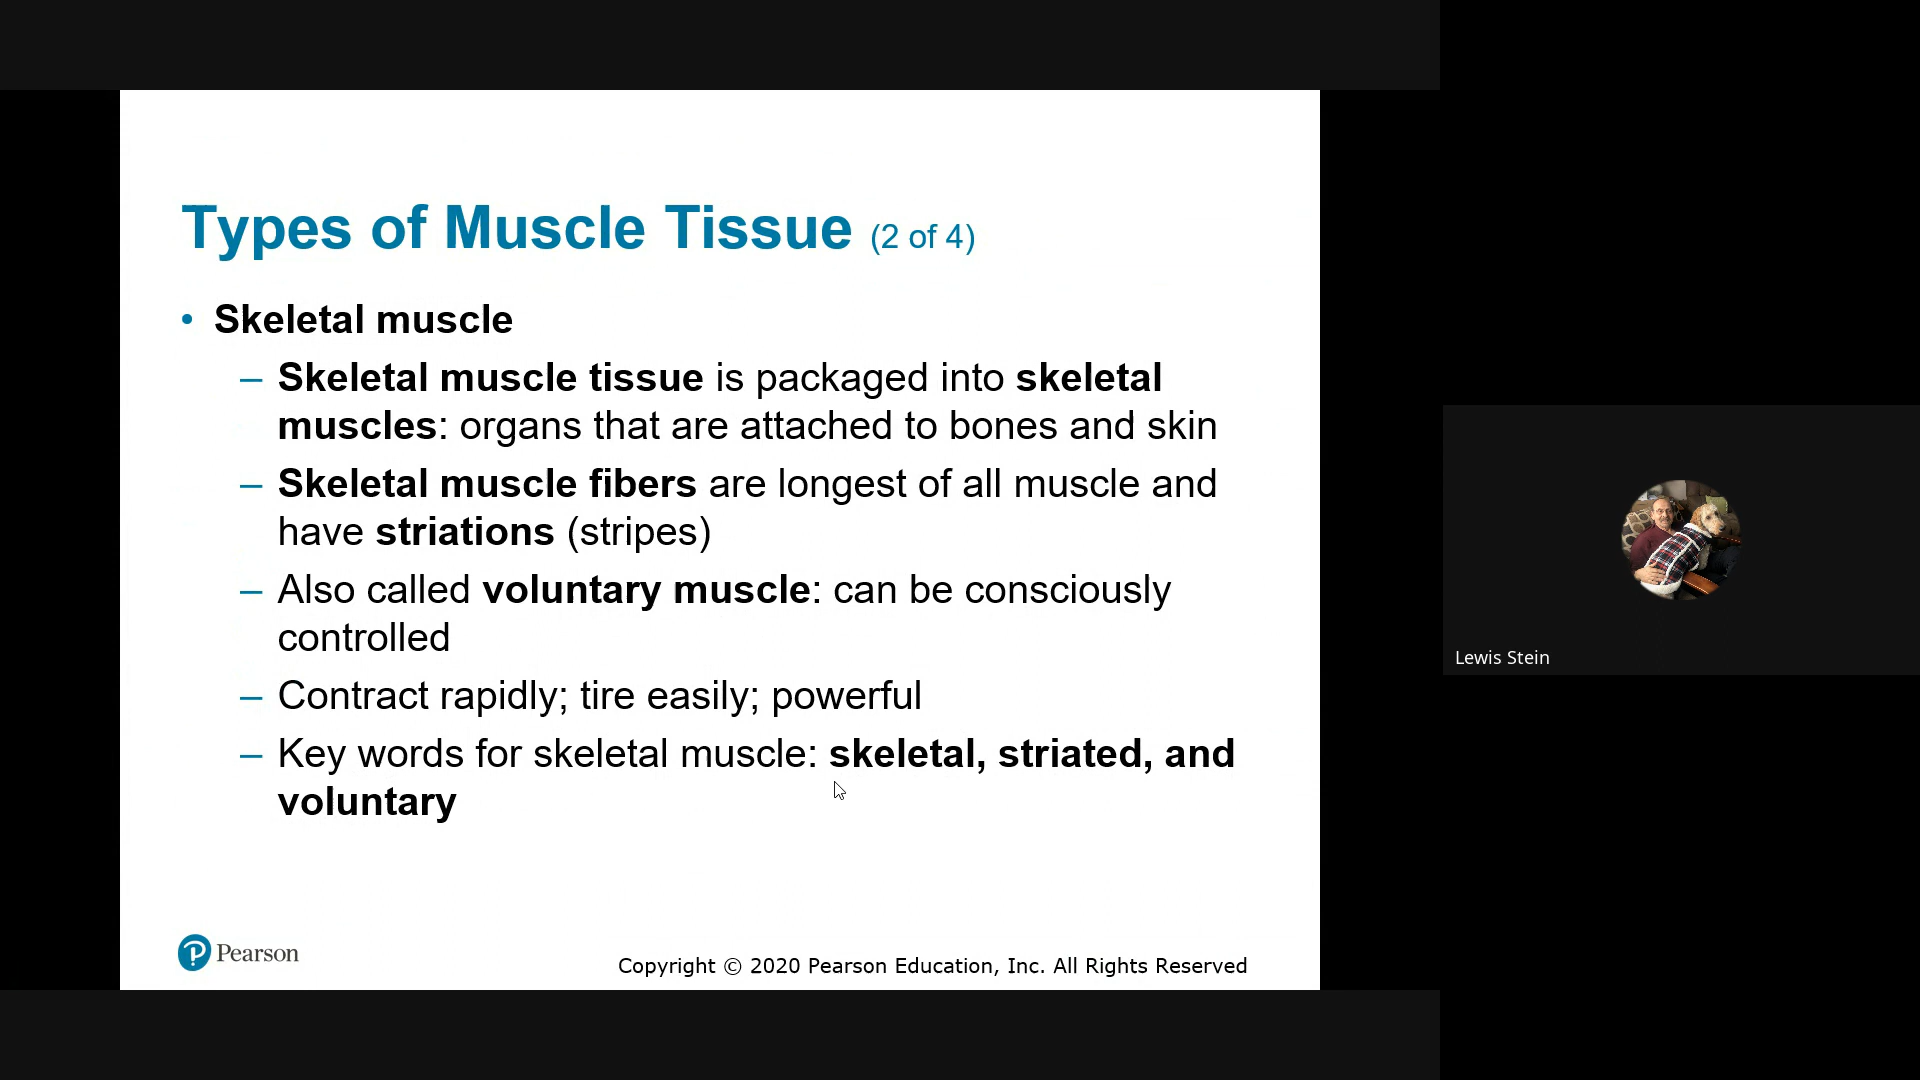 Types of Muscle Tissue (2 of 4)
• Skeletal muscle
– Skeletal muscle tissue is packaged into skeletal
muscles: organs that are attached to bones and skin
– Skeletal muscle fibers are longest of all muscle and
have striations (stripes)
– Also called voluntary muscle: can be consciously
controlled
– Contract rapidly; tire easily; powerful
– Key words for skeletal muscle: skeletal, striated, and
voluntary
Pearson
Copyright © 2020 Pearson Education, Inc. All Rights Reserved
Lewis Stein